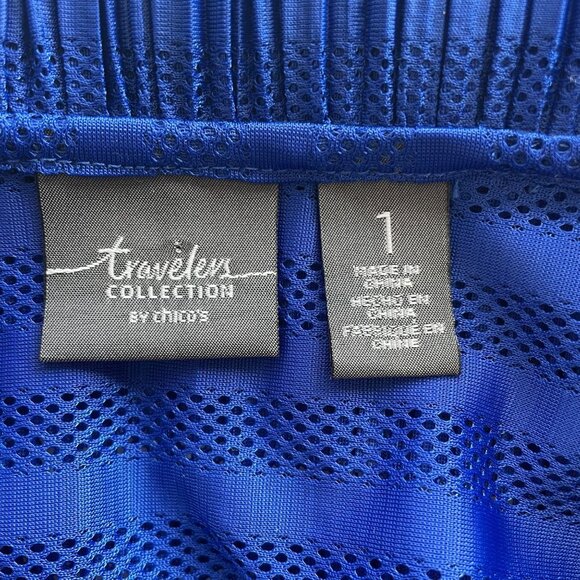 travelers
COLLECTION
BY chico's
1
MADE IN
CHINA
HECHO EN
CHINA
FABRIQUE EN
CHINE